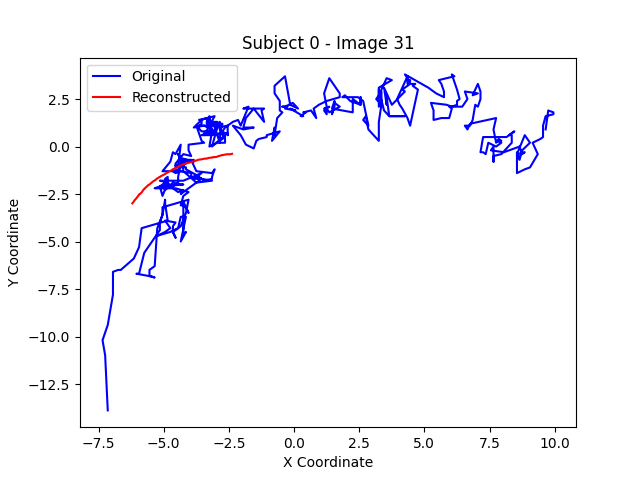 Subject 0 - Image 31
Original
Reconstructed
2.5
0.0
−2.5
−5.0
−7.5
−10.0
−12.5
Y Coordinate
−7.5 −5.0 −2.5 0.0 2.5 5.0 7.5 10.0
X Coordinate